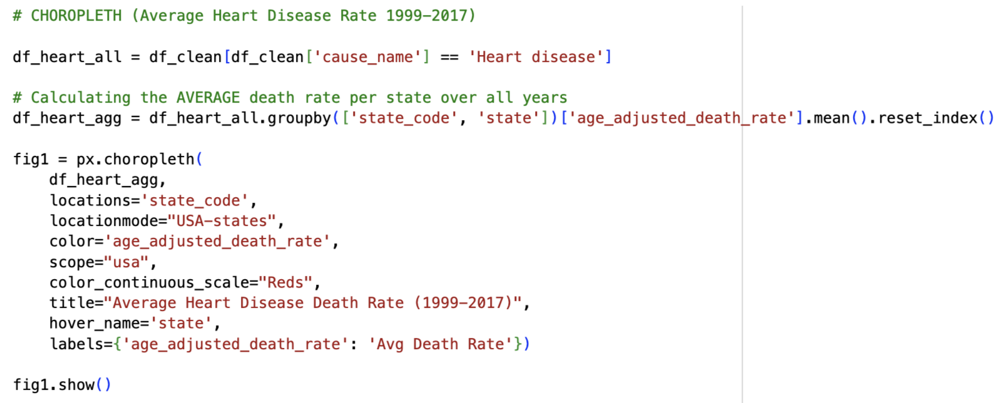 # CHOROPLETH (Average Heart Disease Rate 1999–2017)
df_heart_all = df_clean[df_clean['cause_name'] == 'Heart disease']
# Calculating the AVERAGE death rate per state over all years
df_heart_agg = df_heart_all.groupby(['state_code', 'state'])['age_adjusted_death_rate'].mean().reset_index()
fig1 = px.choropleth(
    df_heart_agg,
    locations='state_code',
    locationmode="USA-states",
    color='age_adjusted_death_rate',
    scope="usa",
    color_continuous_scale="Reds",
    title="Average Heart Disease Death Rate (1999–2017)",
    hover_name='state',
    labels={'age_adjusted_death_rate': 'Avg Death Rate'})
fig1.show()